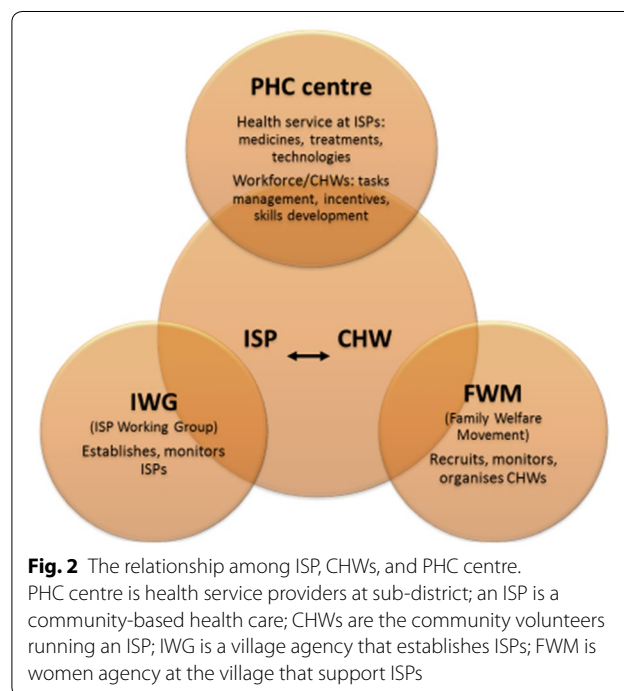 PHC centre
Health service at ISPs:
medicines, treatments,
technologies
Workforce/CHWs: tasks
management, incentives,
skills development
ISP ↔ CHW
IWG
(ISP Working Group)
Establishes, monitors
ISPs
FWM
(Family Welfare
Movement)
Recruits, monitors,
organises CHWs
Fig. 2 The relationship among ISP, CHWs, and PHC centre.
PHC centre is health service providers at sub-district; an ISP is a
community-based health care; CHWs are the community volunteers
running an ISP; IWG is a village agency that establishes ISPs; FWM is
women agency at the village that support ISPs